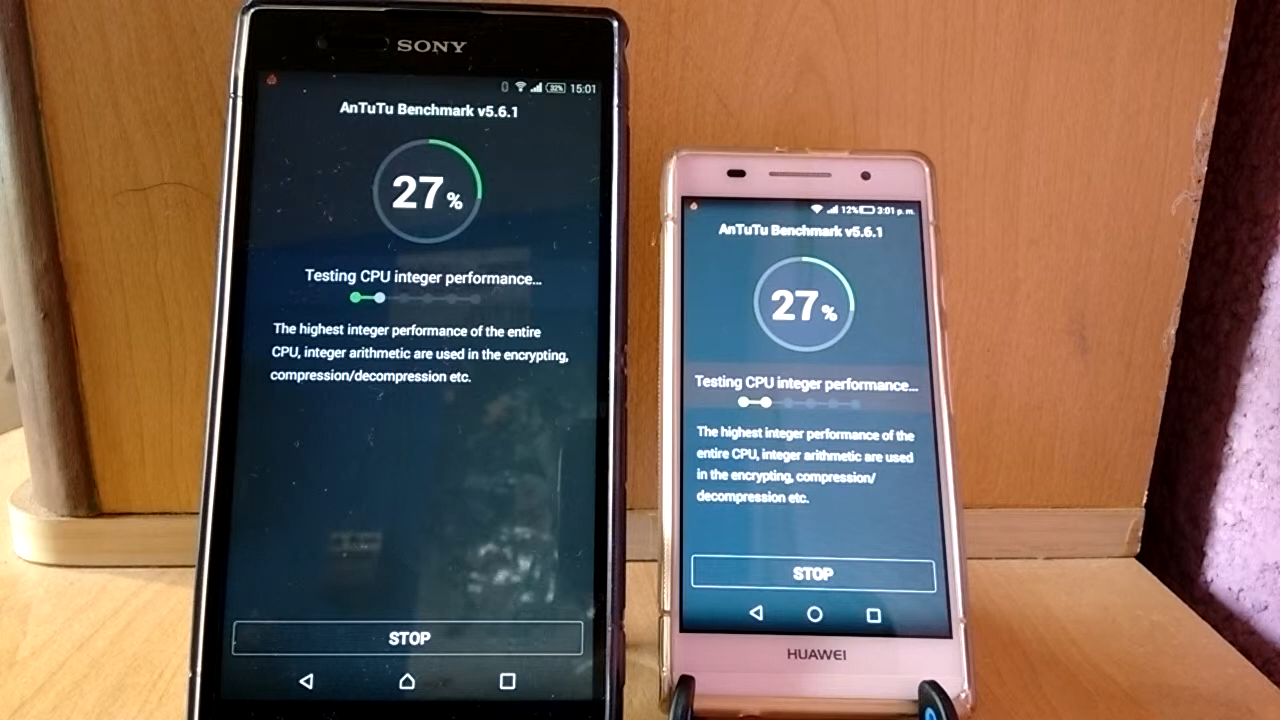 SONY
32% 15:01
AnTuTu Benchmark v5.6.1
27%
Testing CPU integer performance...
The highest integer performance of the entire
CPU, integer arithmetic are used in the encrypting,
compression/decompression etc.
STOP
12% 3:01 p.m.
AnTuTu Benchmark v5.6.1
27%
Testing CPU integer performance...
The highest integer performance of the
entire CPU, integer arithmetic are used
in the encrypting, compression/
decompression etc.
STOP
HUAWEI